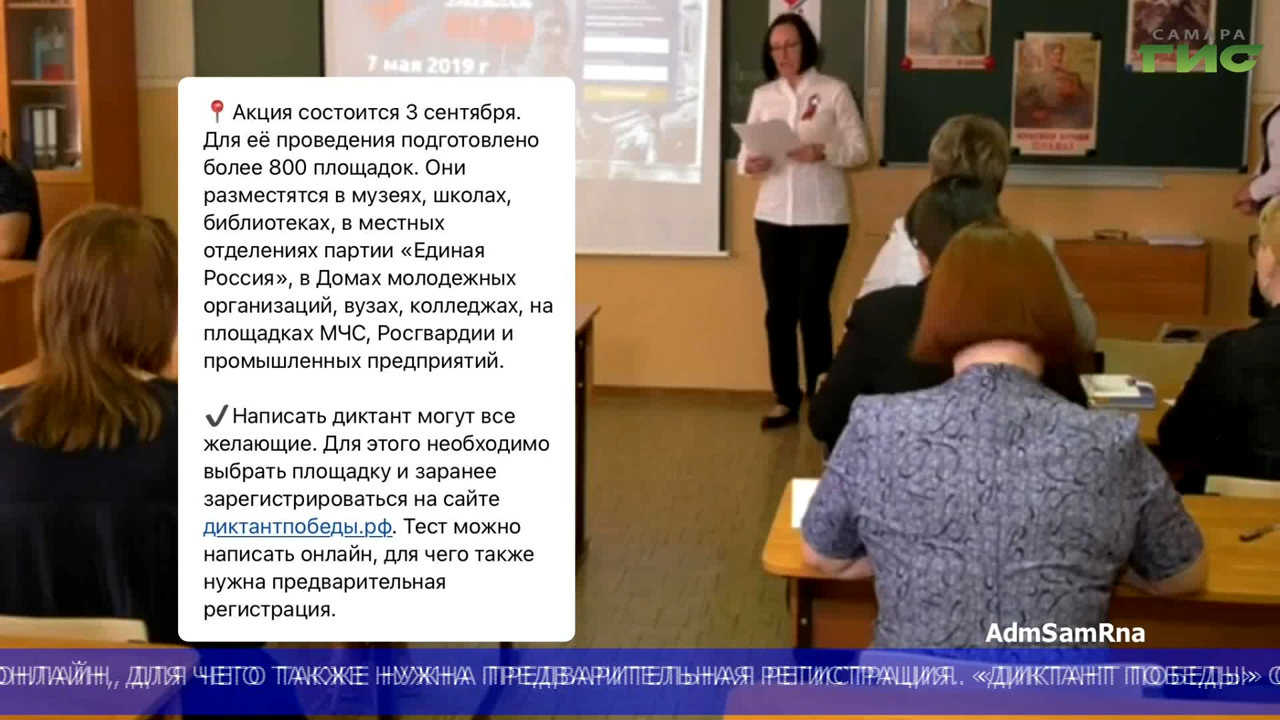 7 мая 2019 г
САМАРА
ГИС
📍Акция состоится 3 сентября.
Для её проведения подготовлено
более 800 площадок. Они
разместятся в музеях, школах,
библиотеках, в местных
отделениях партии «Единая
Россия», в Домах молодежных
организаций, вузах, колледжах, на
площадках МЧС, Росгвардии и
промышленных предприятий.
✔Написать диктант могут все
желающие. Для этого необходимо
выбрать площадку и заранее
зарегистрироваться на сайте
диктантпобеды.рф. Тест можно
написать онлайн, для чего также
нужна предварительная
регистрация.
AdmSamRna
ОНЛАЙН, ДЛЯ ЧЕГО ТАКЖЕ НУЖНА ПРЕДВАРИТЕЛЬНАЯ РЕГИСТРАЦИЯ. «ДИКТАНТ ПОБЕДЫ»